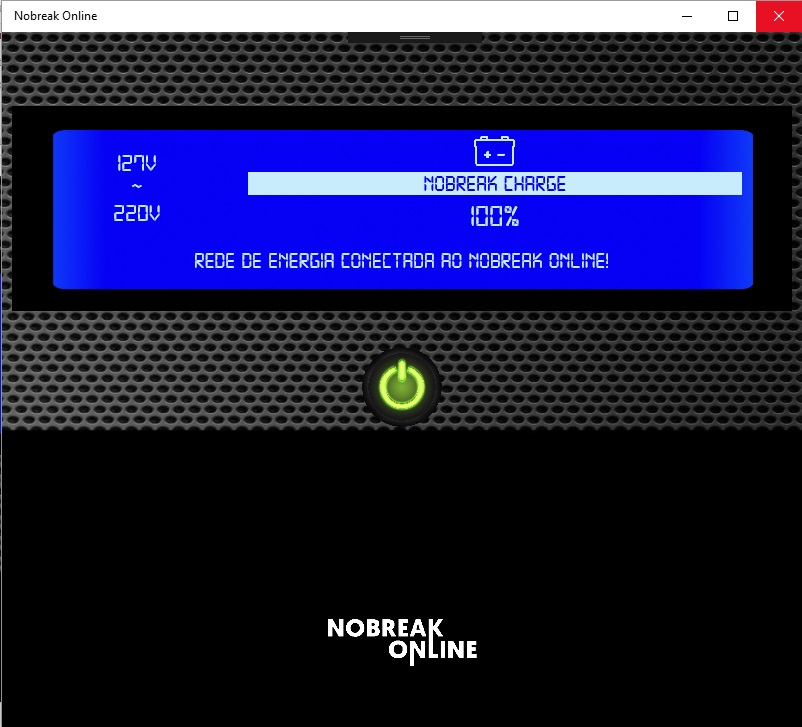 Nobreak Online
127V
~
220V
+ -
NOBREAK CHARGE
100%
REDE DE ENERGIA CONECTADA AO NOBREAK ONLINE!
NOBREAK
ONLINE